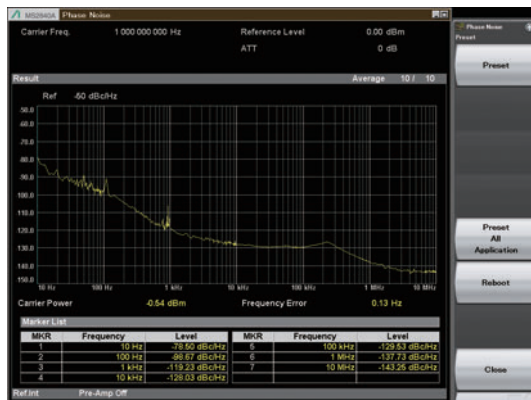 MS2840A Phase Noise
Carrier Freq. 1 000 000 000 Hz Reference Level 0.00 dBm
ATT 0 dB
Result Average 10 / 10
Ref -50 dBc/Hz
-50.0
-60.0
-70.0
-80.0
-90.0
-100.0
110.0
120.0
130.0
140.0
150.0
10 Hz 100 Hz 1 kHz 10 kHz 100 kHz 1 MHz 10 MHz
Carrier Power -0.54 dBm Frequency Error 0.13 Hz
Marker List
MKR Frequency Level MKR Frequency Level
1 10 Hz -78.50 dBc/Hz 5 100 kHz -129.53 dBc/Hz
2 100 Hz -98.67 dBc/Hz 6 1 MHz -137.73 dBc/Hz
3 1 kHz -119.23 dBc/Hz 7 10 MHz -143.25 dBc/Hz
4 10 kHz -128.03 dBc/Hz
Ref.Int Pre-Amp Off
Phase Noise
Preset
Preset
Preset
All
Application
Reboot
Close